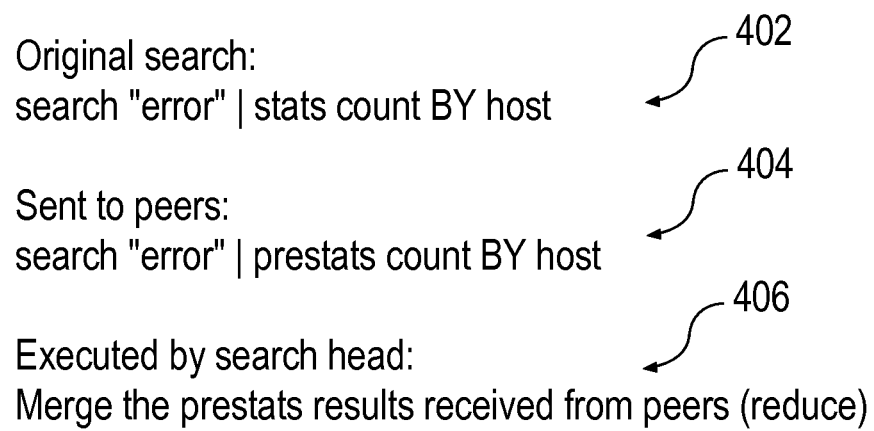 402
Original search:
search "error" | stats count BY host
404
Sent to peers:
search "error" | prestats count BY host
406
Executed by search head:
Merge the prestats results received from peers (reduce)